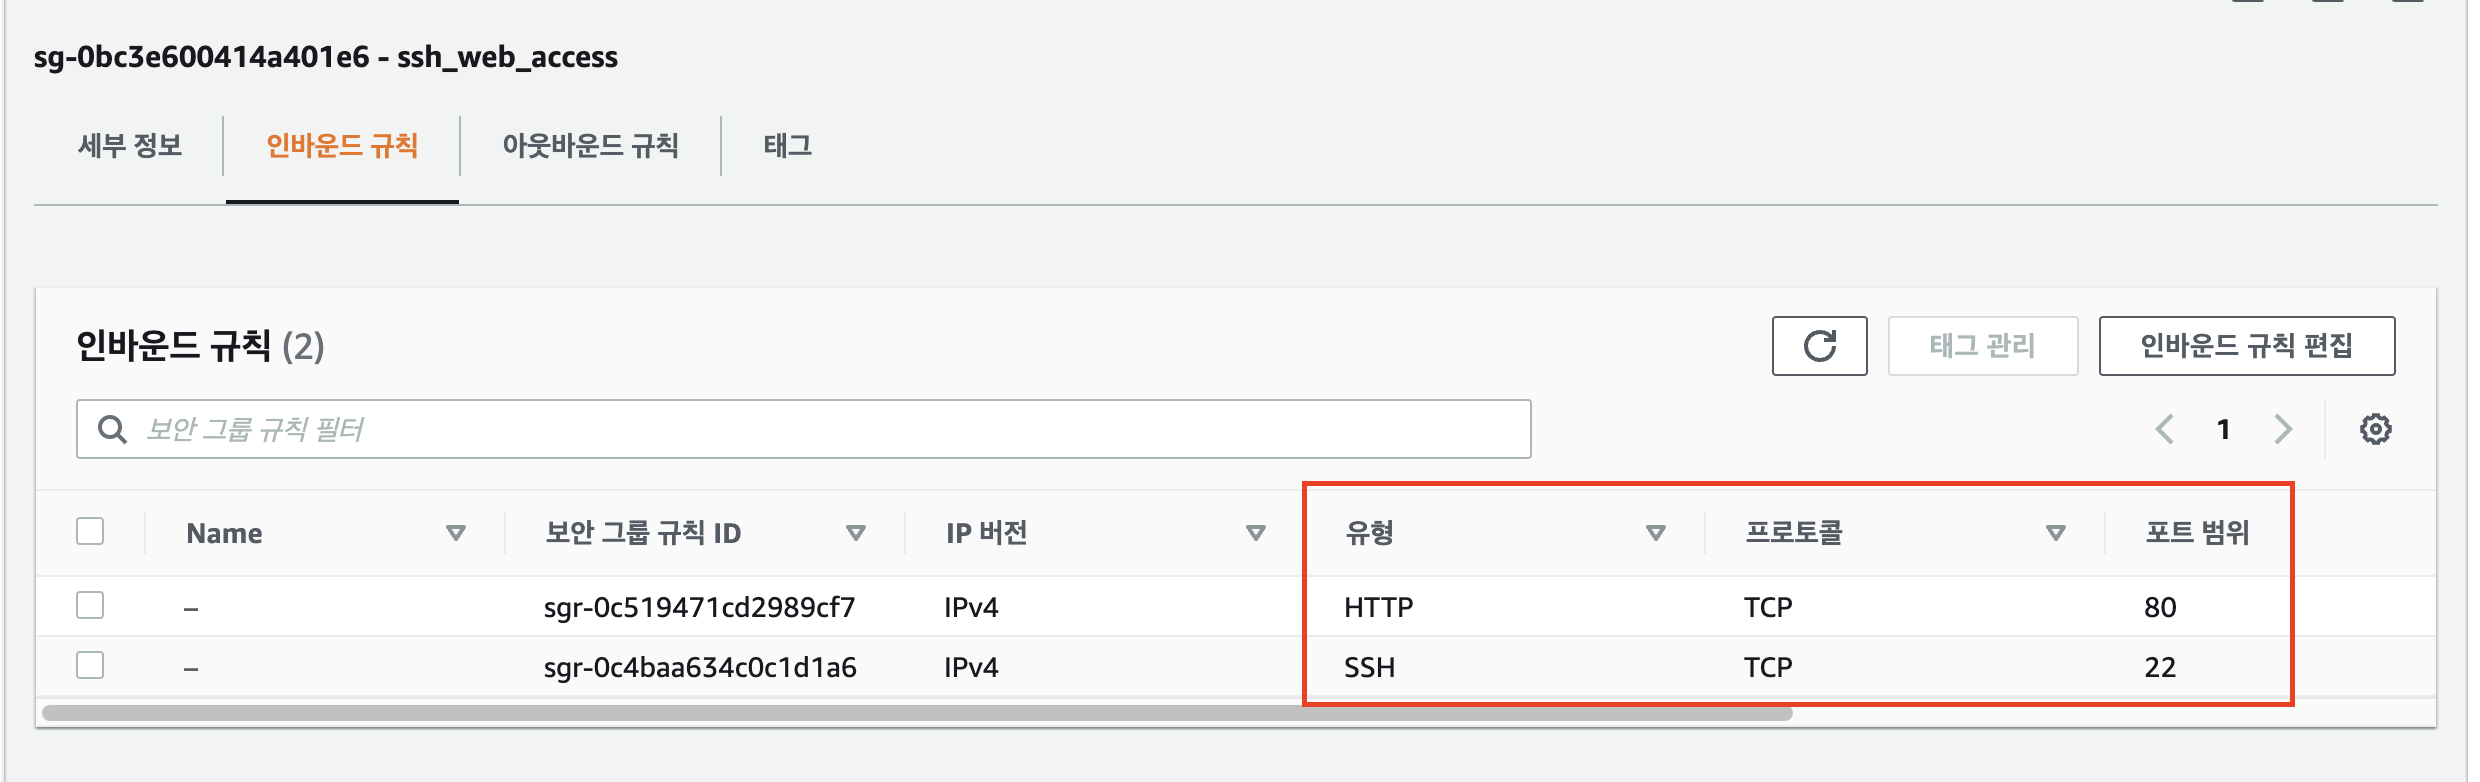 sg-0bc3e600414a401e6 - ssh_web_access
세부 정보 인바운드 규칙 아웃바운드 규칙 태그
인바운드 규칙 (2) 태그 관리 인바운드 규칙 편집
보안 그룹 규칙 필터 1
Name 보안 그룹 규칙 ID IP 버전 유형 프로토콜 포트 범위
– sgr-0c519471cd2989cf7 IPv4 HTTP TCP 80
– sgr-0c4baa634c0c1d1a6 IPv4 SSH TCP 22